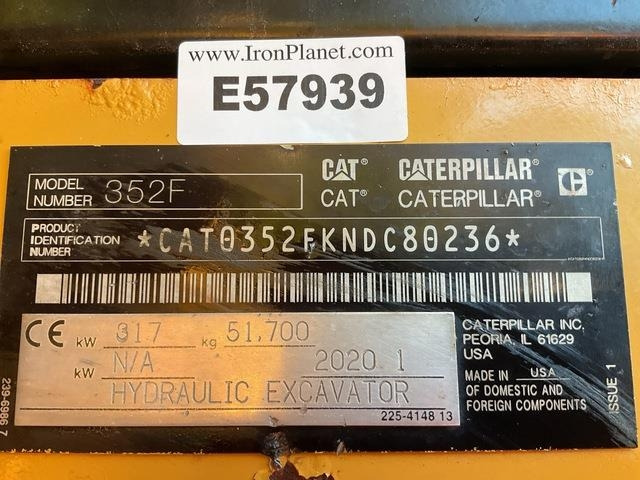 www.IronPlanet.com
E57939
MODEL NUMBER 352F
CAT® CATERPILLAR®
CAT® CATERPILLAR®
PRODUCT IDENTIFICATION NUMBER *CAT0352FKNDC80236*
CE kW 317 kg 51,700
kW N/A 2020 1
HYDRAULIC EXCAVATOR
225-4148 13
CATERPILLAR INC.
PEORIA, IL 61629
USA
MADE IN USA
OF DOMESTIC AND
FOREIGN COMPONENTS
ISSUE 1
239-6986 7